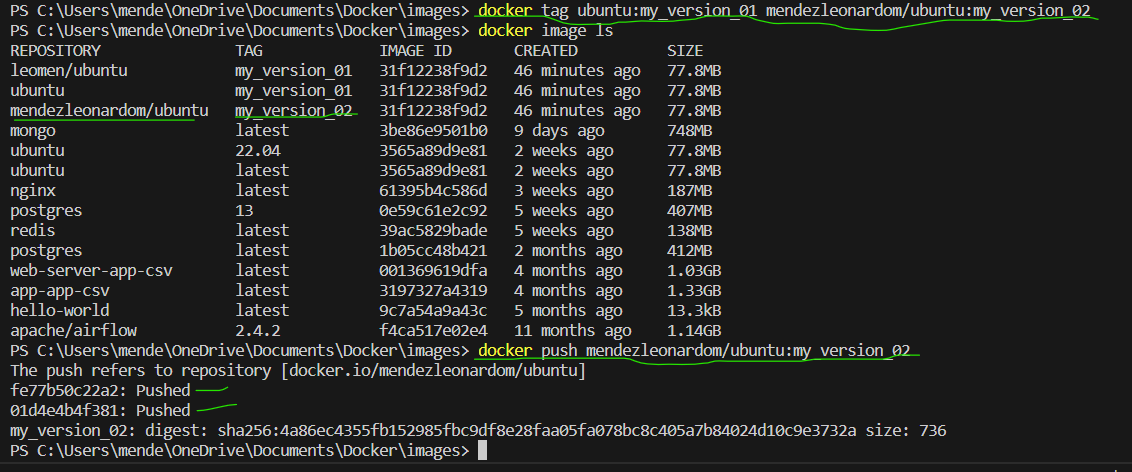 PS C:\Users\mende\OneDrive\Documents\Docker\images> docker tag ubuntu:my_version_01 mendezleonardom/ubuntu:my_version_02
PS C:\Users\mende\OneDrive\Documents\Docker\images> docker image ls
REPOSITORY TAG IMAGE ID CREATED SIZE
leomen/ubuntu my_version_01 31f12238f9d2 46 minutes ago 77.8MB
ubuntu my_version_01 31f12238f9d2 46 minutes ago 77.8MB
mendezleonardom/ubuntu my_version_02 31f12238f9d2 46 minutes ago 77.8MB
mongo latest 3be86e9501b0 9 days ago 748MB
ubuntu 22.04 3565a89d9e81 2 weeks ago 77.8MB
ubuntu latest 3565a89d9e81 2 weeks ago 77.8MB
nginx latest 61395b4c586d 3 weeks ago 187MB
postgres 13 0e59c61e2c92 5 weeks ago 407MB
redis latest 39ac5829bade 5 weeks ago 138MB
postgres latest 1b05cc48b421 2 months ago 412MB
web-server-app-csv latest 001369619dfa 4 months ago 1.03GB
app-app-csv latest 3197327a4319 4 months ago 1.33GB
hello-world latest 9c7a54a9a43c 5 months ago 13.3kB
apache/airflow 2.4.2 f4ca517e02e4 11 months ago 1.14GB
PS C:\Users\mende\OneDrive\Documents\Docker\images> docker push mendezleonardom/ubuntu:my_version_02
The push refers to repository [docker.io/mendezleonardom/ubuntu]
fe77b50c22a2: Pushed
01d4e4b4f381: Pushed
my_version_02: digest: sha256:4a86ec4355fb152985fbc9df8e28faa05fa078bc8c405a7b84024d10c9e3732a size: 736
PS C:\Users\mende\OneDrive\Documents\Docker\images>